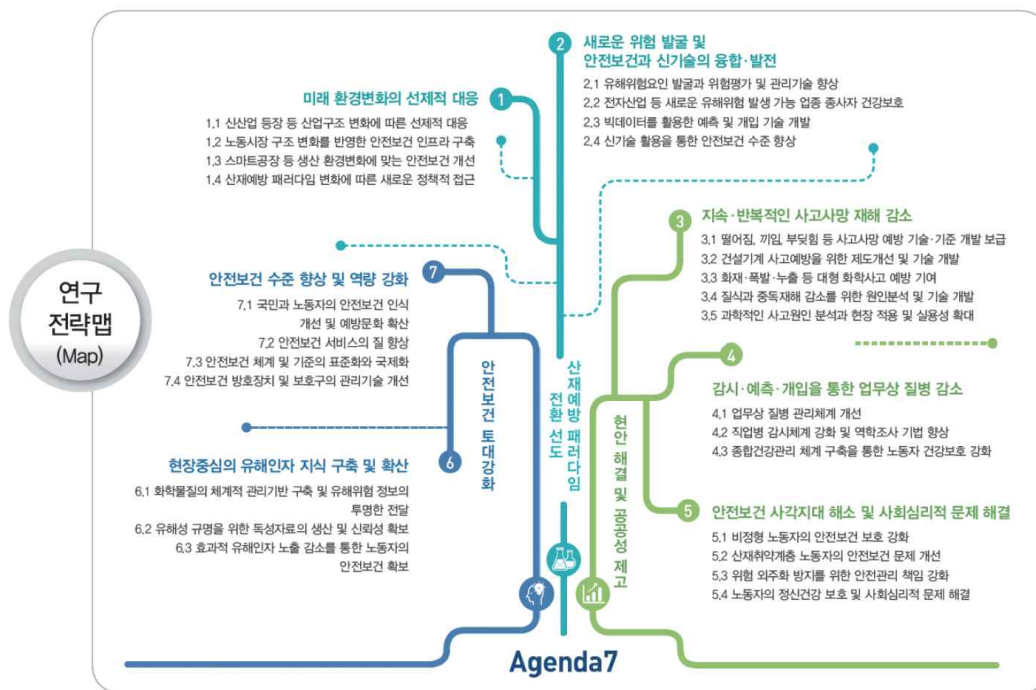 연구
전략맵
(Map)
1
미래 환경변화의 선제적 대응
1.1 신산업 등장 등 산업구조 변화에 따른 선제적 대응
1.2 노동시장 구조 변화를 반영한 안전보건 인프라 구축
1.3 스마트공장 등 생산 환경변화에 맞는 안전보건 개선
1.4 산재예방 패러다임 변화에 따른 새로운 정책적 접근
2
새로운 위험 발굴 및
안전보건과 신기술의 융합·발전
2.1 유해위험요인 발굴과 위험평가 및 관리기술 향상
2.2 전자산업 등 새로운 유해위험 발생 가능 업종 종사자 건강보호
2.3 빅데이터를 활용한 예측 및 개입 기술 개발
2.4 신기술 활용을 통한 안전보건 수준 향상
3
지속·반복적인 사고사망 재해 감소
3.1 떨어짐, 끼임, 부딪힘 등 사고사망 예방 기술·기준 개발 보급
3.2 건설기계 사고예방을 위한 제도개선 및 기술 개발
3.3 화재·폭발·누출 등 대형 화학사고 예방 기여
3.4 질식과 중독재해 감소를 위한 원인분석 및 기술 개발
3.5 과학적인 사고원인 분석과 현장 적용 및 실용성 확대
4
감시·예측·개입을 통한 업무상 질병 감소
4.1 업무상 질병 관리체계 개선
4.2 직업병 감시체계 강화 및 역학조사 기법 향상
4.3 종합건강관리 체계 구축을 통한 노동자 건강보호 강화
5
안전보건 사각지대 해소 및 사회심리적 문제 해결
5.1 비정형 노동자의 안전보건 보호 강화
5.2 산재취약계층 노동자의 안전보건 문제 개선
5.3 위험 외주화 방지를 위한 안전관리 책임 강화
5.4 노동자의 정신건강 보호 및 사회심리적 문제 해결
7
안전보건 수준 향상 및 역량 강화
7.1 국민과 노동자의 안전보건 인식
개선 및 예방문화 확산
7.2 안전보건 서비스의 질 향상
7.3 안전보건 체계 및 기준의 표준화와 국제화
7.4 안전보건 방호장치 및 보호구의 관리기술 개선
6
현장중심의 유해인자 지식 구축 및 확산
6.1 화학물질의 체계적 관리기반 구축 및 유해위험 정보의
투명한 전달
6.2 유해성 규명을 위한 독성자료의 생산 및 신뢰성 확보
6.3 효과적 유해인자 노출 감소를 통한 노동자의
안전보건 확보
안전보건 토대강화
산재예방 패러다임
전환 선도
현안 해결 및 공공성 제고
Agenda7